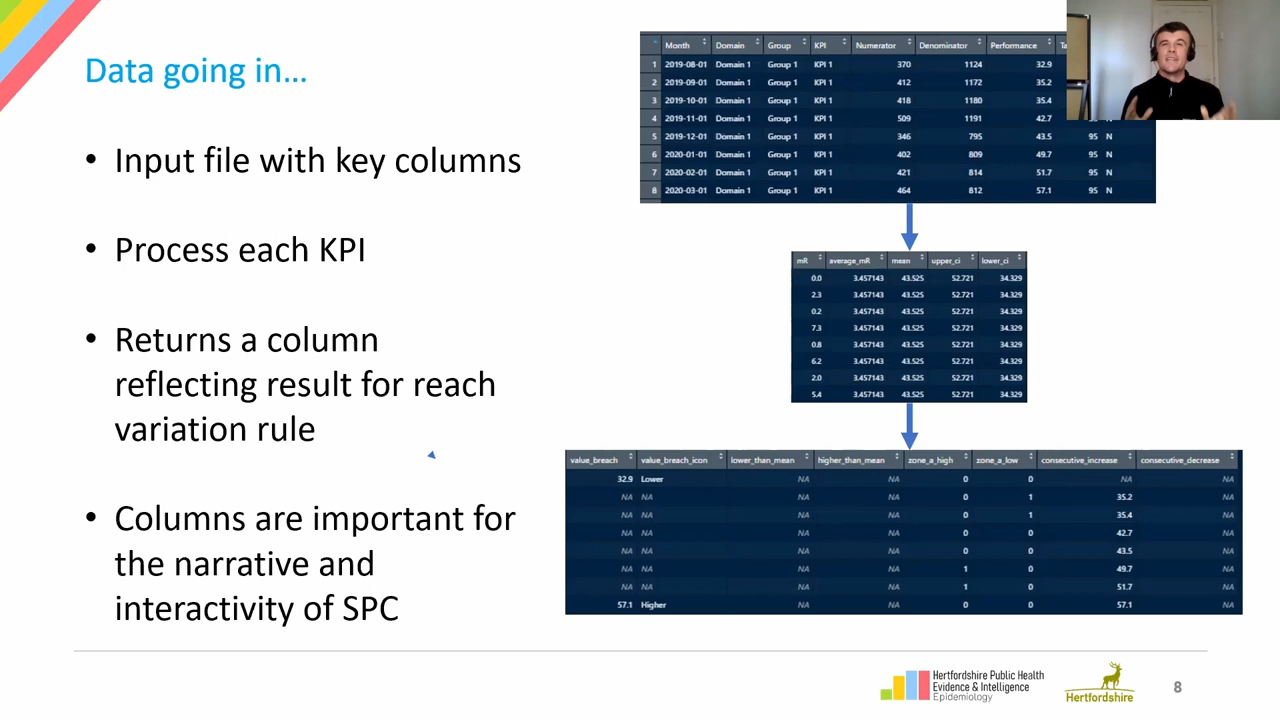 Data going in...
• Input file with key columns
• Process each KPI
• Returns a column
reflecting result for reach
variation rule
• Columns are important for
the narrative and
interactivity of SPC
Month Domain Group KPI Numerator Denominator Performance
1 2019-08-01 Domain 1 Group 1 KPI 1 370 1124 32.9
2 2019-09-01 Domain 1 Group 1 KPI 1 412 1172 35.2
3 2019-10-01 Domain 1 Group 1 KPI 1 418 1180 35.4
4 2019-11-01 Domain 1 Group 1 KPI 1 509 1191 42.7
5 2019-12-01 Domain 1 Group 1 KPI 1 346 795 43.5 95 N
6 2020-01-01 Domain 1 Group 1 KPI 1 402 809 49.7 95 N
7 2020-02-01 Domain 1 Group 1 KPI 1 421 814 51.7 95 N
8 2020-03-01 Domain 1 Group 1 KPI 1 464 812 57.1 95 N
mR average_mR mean upper_ci lower_ci
0.0 3.457143 43.525 52.721 34.329
2.3 3.457143 43.525 52.721 34.329
0.2 3.457143 43.525 52.721 34.329
7.3 3.457143 43.525 52.721 34.329
0.8 3.457143 43.525 52.721 34.329
6.2 3.457143 43.525 52.721 34.329
2.0 3.457143 43.525 52.721 34.329
5.4 3.457143 43.525 52.721 34.329
value_breach value_breach_icon lower_than_mean higher_than_mean zone_a_high zone_a_low consecutive_increase consecutive_decrease
32.9 Lower NA NA 0 0 NA NA
NA NA NA NA 0 1 35.2 NA
NA NA NA NA 0 1 35.4 NA
NA NA NA NA 0 0 42.7 NA
NA NA NA NA 0 0 43.5 NA
NA NA NA NA 1 0 49.7 NA
NA NA NA NA 1 0 51.7 NA
57.1 Higher NA NA 0 0 57.1 NA
Hertfordshire Public Health
Evidence & Intelligence
Epidemiology
Hertfordshire
8